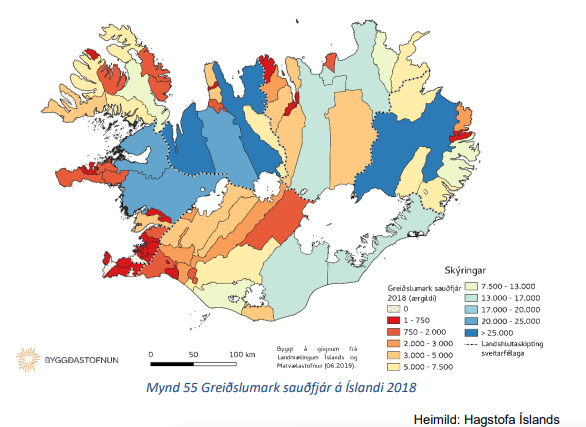 Skýringar
Greiðslumark sauðfjár
2018 (ærgildi)
0
1 - 750
750 - 2.000
2.000 - 3.000
3.000 - 5.000
5.000 - 7.500
7.500 - 13.000
13.000 - 17.000
17.000 - 20.000
20.000 - 25.000
> 25.000
Landshlutaskipting
sveitarfélaga
BYGGÐASTOFNUN
0 50 100 km
Byggt á gögnum frá
Landmælingum Íslands og
Matvælastofnun (06.2019).
Mynd 55 Greiðslumark sauðfjár á Íslandi 2018
Heimild: Hagstofa Íslands